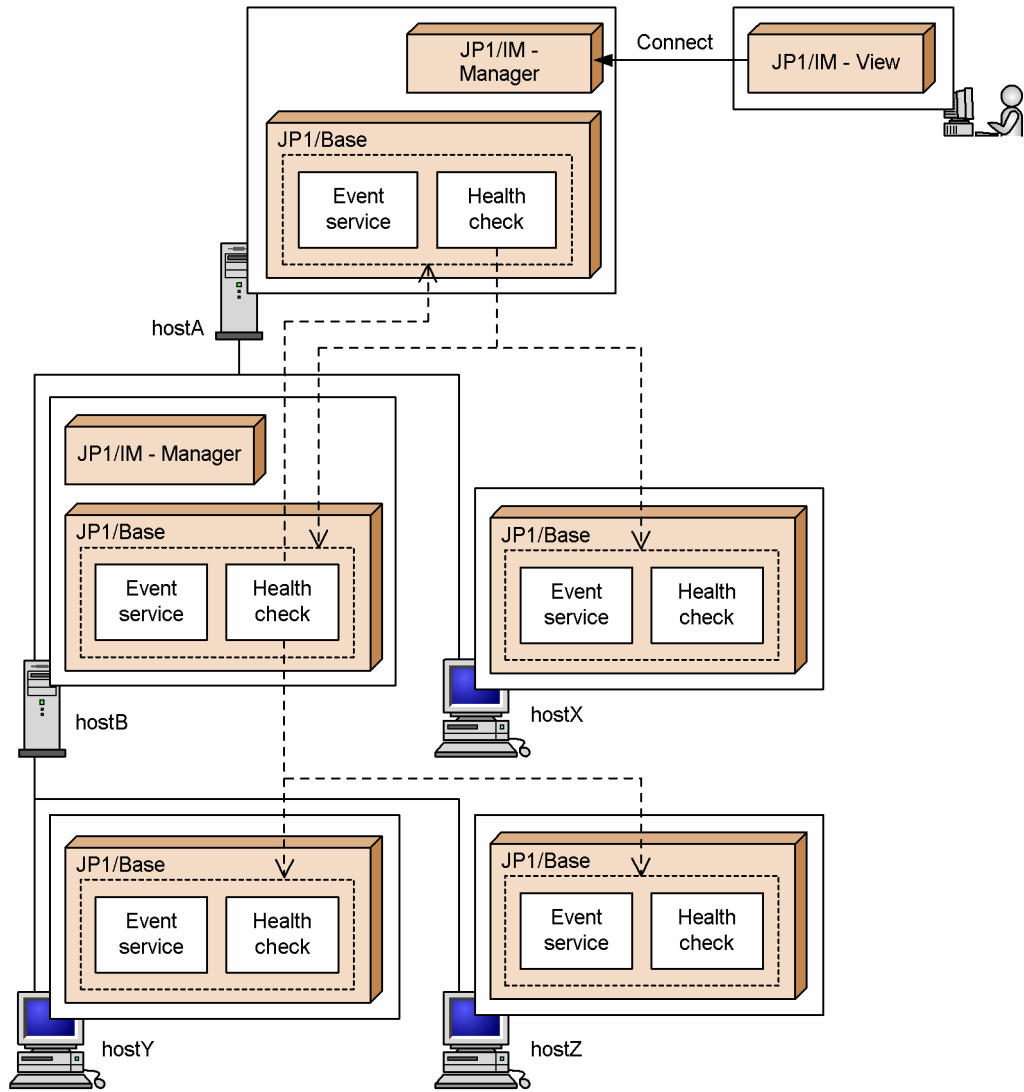 JP1/IM -
Manager
Connect
JP1/IM - View
JP1/Base
Event
service
Health
check
hostA
JP1/IM - Manager
JP1/Base
Event
service
Health
check
hostB
JP1/Base
Event
service
Health
check
hostX
JP1/Base
Event
service
Health
check
hostY
JP1/Base
Event
service
Health
check
hostZ